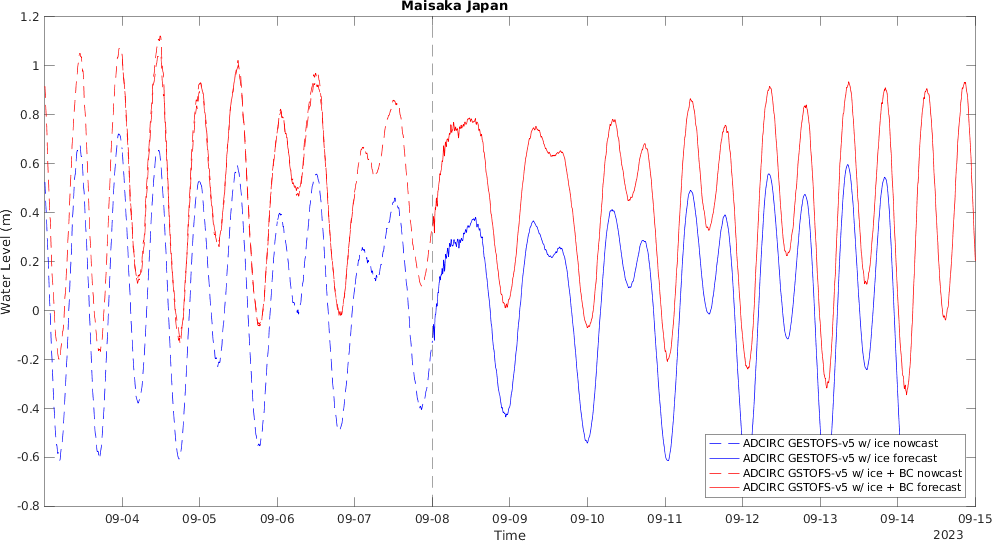 Maisaka Japan
1.2
1
0.8
0.6
0.4
0.2
0
-0.2
-0.4
-0.6
-0.8
Water Level (m)
ADCIRC GESTOFS-v5 w/ ice nowcast
ADCIRC GESTOFS-v5 w/ ice forecast
ADCIRC GSTOFS-v5 w/ ice + BC nowcast
ADCIRC GSTOFS-v5 w/ ice + BC forecast
09-04 09-05 09-06 09-07 09-08 09-09 09-10 09-11 09-12 09-13 09-14 09-15
Time
2023